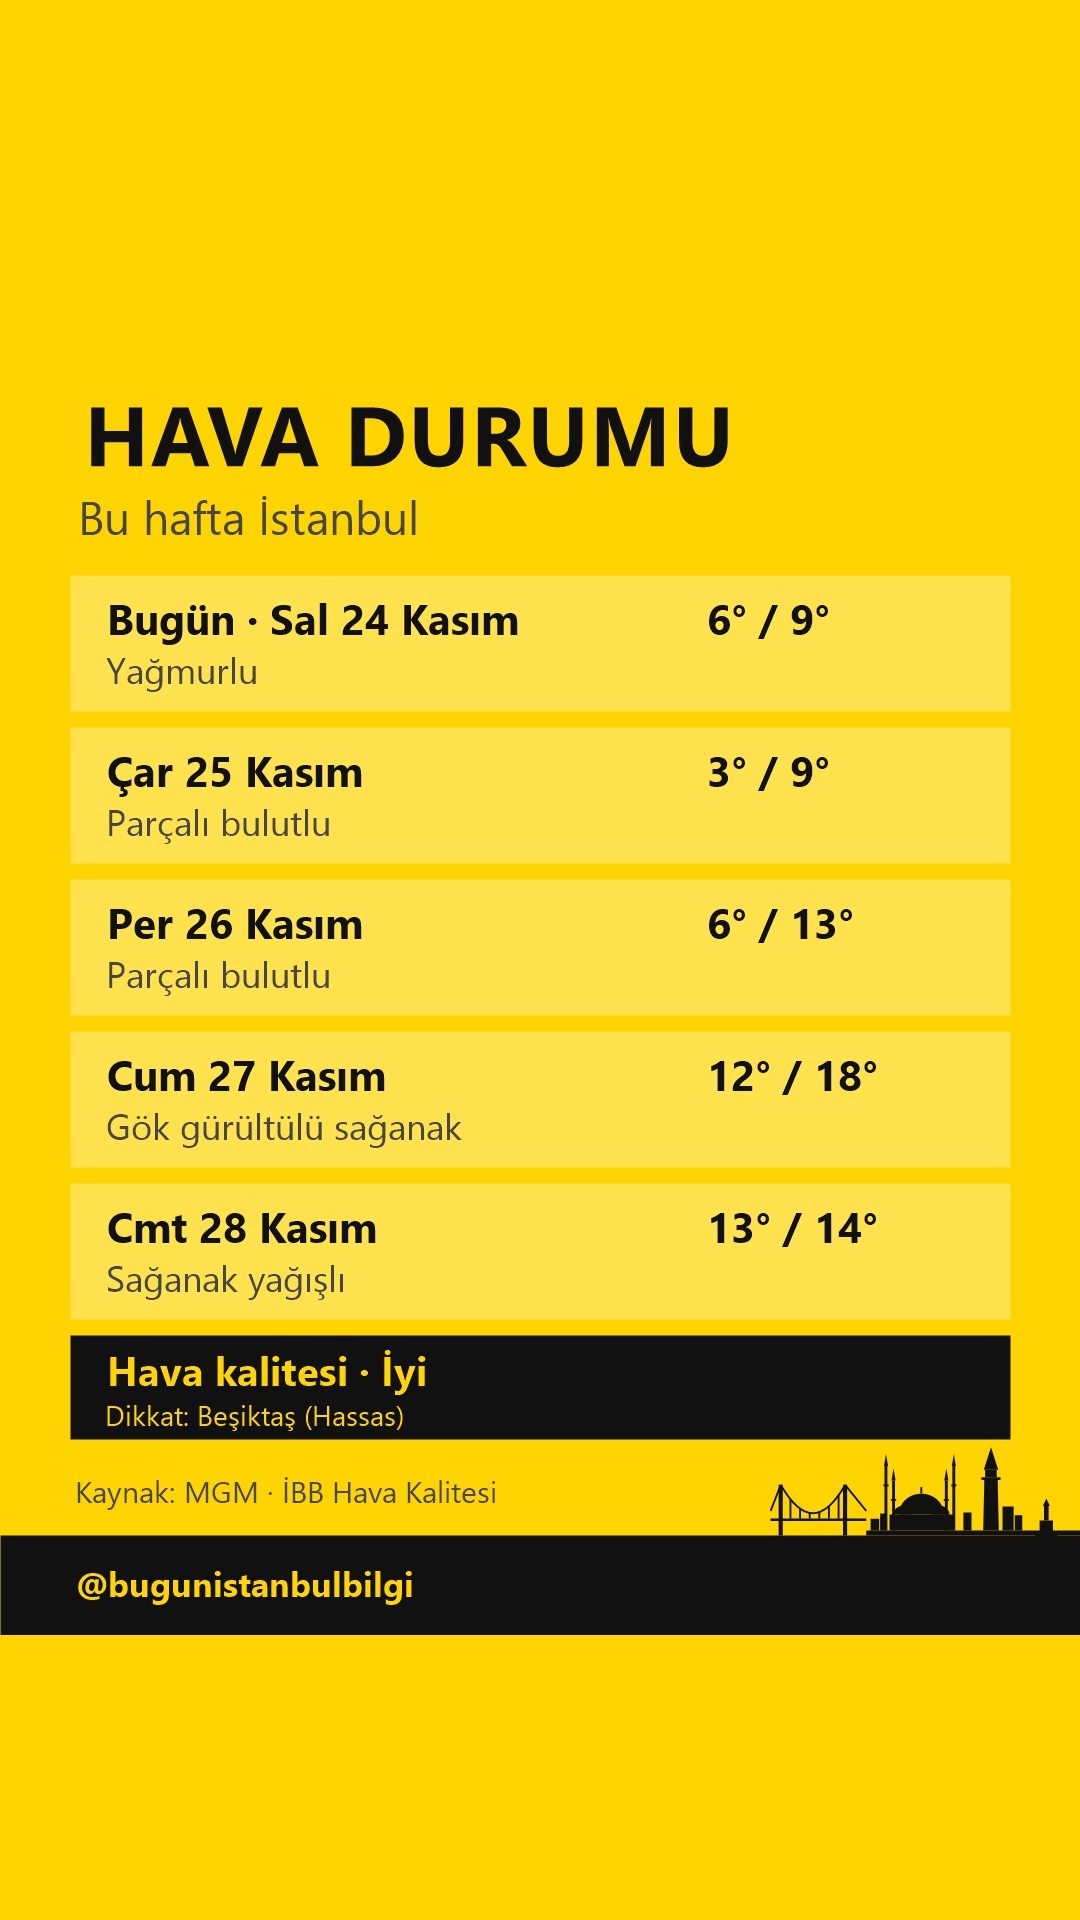 HAVA DURUMU
Bu hafta İstanbul
Bugün · Sal 24 Kasım 6° / 9°
Yağmurlu
Çar 25 Kasım 3° / 9°
Parçalı bulutlu
Per 26 Kasım 6° / 13°
Parçalı bulutlu
Cum 27 Kasım 12° / 18°
Gök gürültülü sağanak
Cmt 28 Kasım 13° / 14°
Sağanak yağışlı
Hava kalitesi · İyi
Dikkat: Beşiktaş (Hassas)
Kaynak: MGM · İBB Hava Kalitesi
@bugunistanbulbilgi